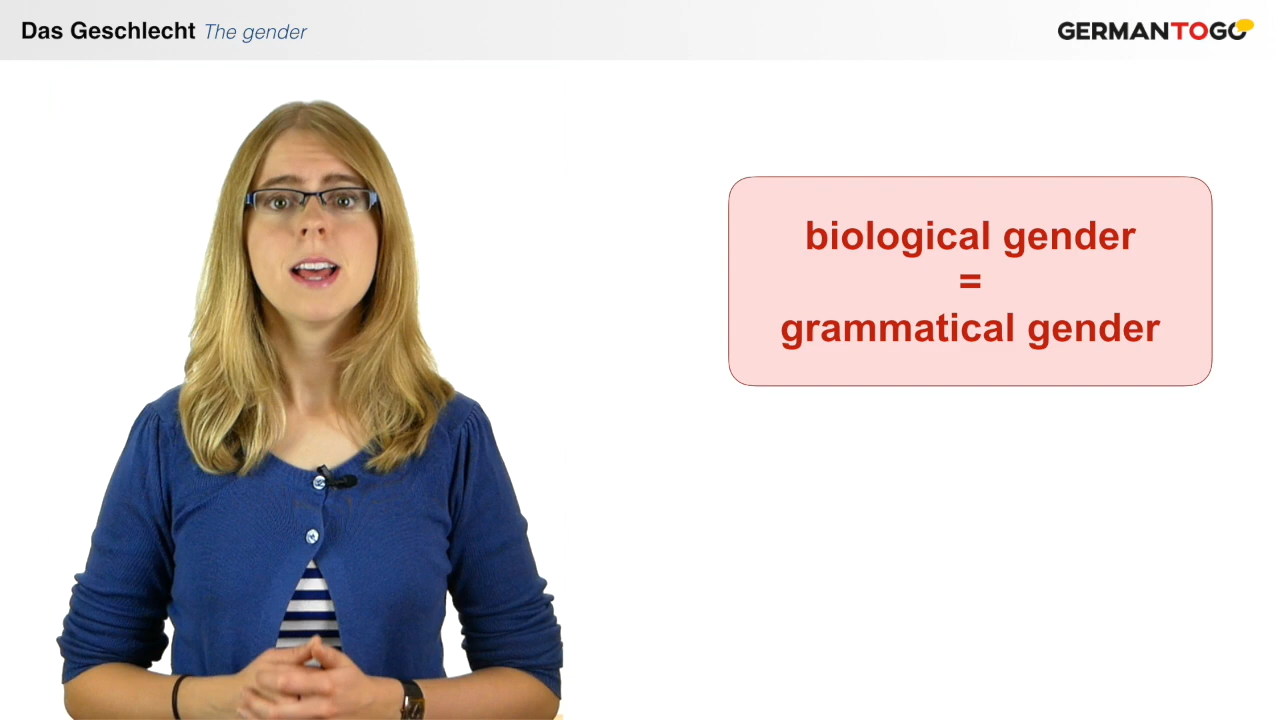 Das Geschlecht The gender
GERMANTOGO
biological gender
=
grammatical gender